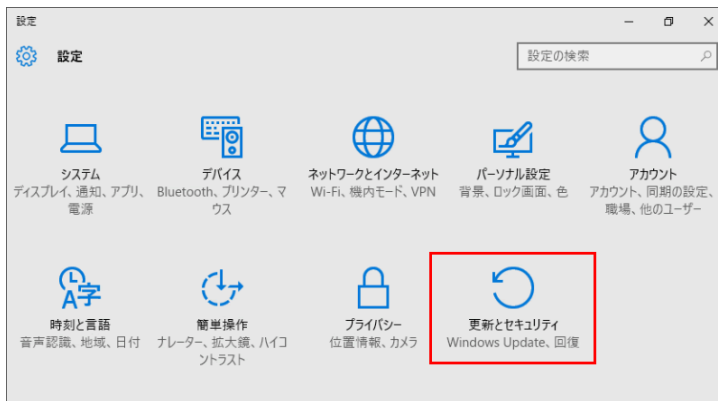 設定
設定
設定の検索
システム
ディスプレイ、通知、アプリ、
電源
デバイス
Bluetooth、プリンター、マ
ウス
ネットワークとインターネット
Wi-Fi、機内モード、VPN
パーソナル設定
背景、ロック画面、色
アカウント
アカウント、同期の設定、
職場、他のユーザー
時刻と言語
音声認識、地域、日付
簡単操作
ナレーター、拡大鏡、ハイコ
ントラスト
プライバシー
位置情報、カメラ
更新とセキュリティ
Windows Update、回復